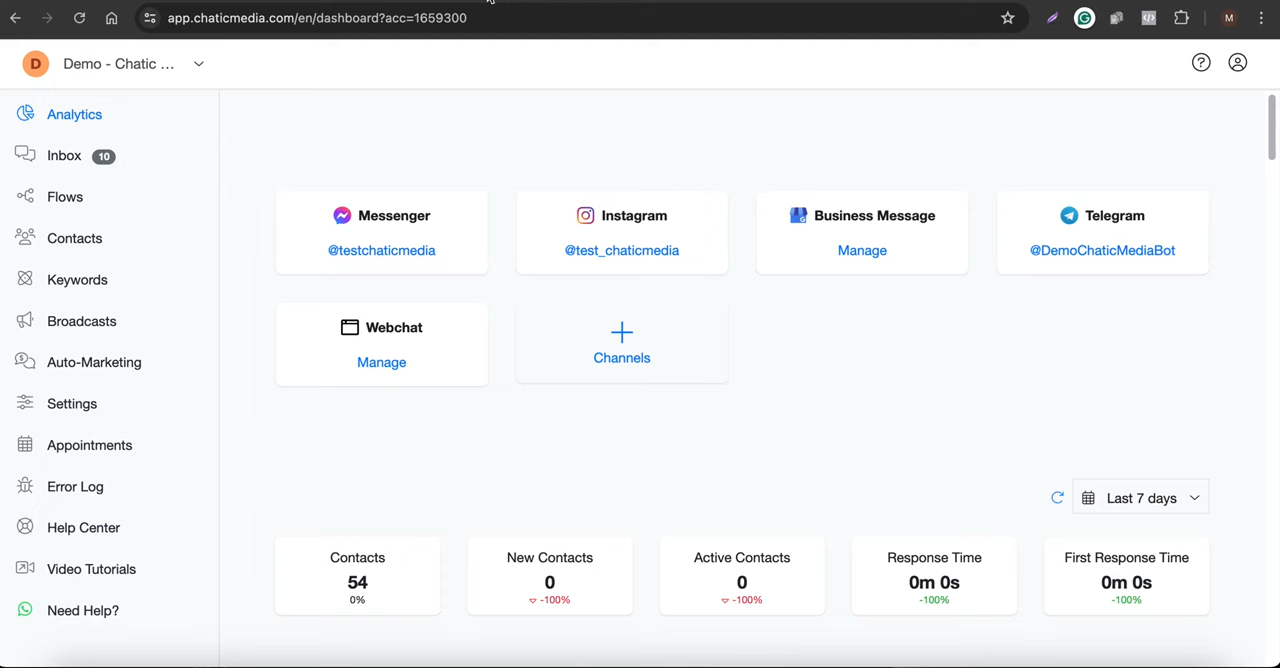 app.chaticmedia.com/en/dashboard?acc=1659300
M
D Demo - Chatic ...
Analytics
Inbox 10
Flows
Contacts
Keywords
Broadcasts
Auto-Marketing
Settings
Appointments
Error Log
Help Center
Video Tutorials
Need Help?
Messenger
@testchaticmedia
Instagram
@test_chaticmedia
Business Message
Manage
Telegram
@DemoChaticMediaBot
Webchat
Manage
Channels
Last 7 days
Contacts
54
0%
New Contacts
0
-100%
Active Contacts
0
-100%
Response Time
0m 0s
-100%
First Response Time
0m 0s
-100%